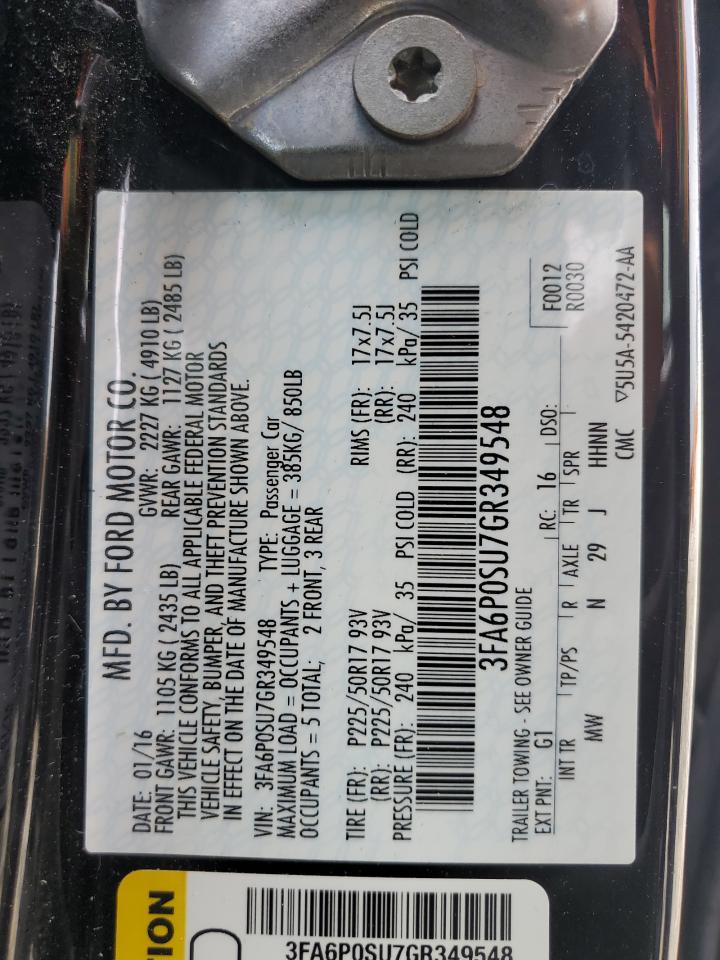 MFD. BY FORD MOTOR CO.
DATE: 01/16 GVWR: 2227 KG ( 4910 LB)
FRONT GAWR: 1105 KG ( 2435 LB) REAR GAWR: 1127 KG ( 2485 LB)
THIS VEHICLE CONFORMS TO ALL APPLICABLE FEDERAL MOTOR
VEHICLE SAFETY, BUMPER, AND THEFT PREVENTION STANDARDS
IN EFFECT ON THE DATE OF MANUFACTURE SHOWN ABOVE.
VIN: 3FA6P0SU7GR349548 TYPE: Passenger Car
MAXIMUM LOAD = OCCUPANTS + LUGGAGE = 385KG/ 850LB
OCCUPANTS = 5 TOTAL; 2 FRONT, 3 REAR
TIRE (FR): P225/50R17 93V RIMS (FR): 17x7.5J
(RR): P225/50R17 93V (RR): 17x7.5J
PRESSURE (FR): 240 kPa/ 35 PSI COLD (RR): 240 kPa/ 35 PSI COLD
3FA6P0SU7GR349548
TRAILER TOWING - SEE OWNER GUIDE F0012
EXT PNT: G1 RC: 16 DSO: R0030
INT TR TP/PS R AXLE TR SPR
MW N 29 J HHNN
CMC ▽5U5A-5420472-AA
TION
3FA6P0SU7GR349548